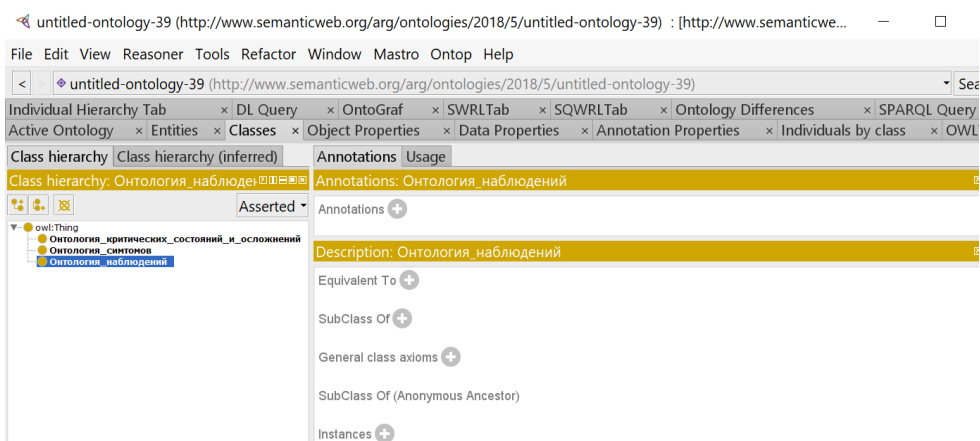 untitled-ontology-39 (http://www.semanticweb.org/arg/ontologies/2018/5/untitled-ontology-39) : [http://www.semanticwe...
File Edit View Reasoner Tools Refactor Window Mastro Ontop Help
< > untitled-ontology-39 (http://www.semanticweb.org/arg/ontologies/2018/5/untitled-ontology-39) Sea
Individual Hierarchy Tab × DL Query × OntoGraf × SWRLTab × SQWRLTab × Ontology Differences × SPARQL Query
Active Ontology × Entities × Classes × Object Properties × Data Properties × Annotation Properties × Individuals by class × OWL
Class hierarchy Class hierarchy (inferred) Annotations Usage
Class hierarchy: Онтология_наблюден Annotations: Онтология_наблюдений
Asserted Annotations
owl:Thing
Онтология_критических_состояний_и_осложнений
Онтология_симтомов
Онтология_наблюдений
Description: Онтология_наблюдений
Equivalent To
SubClass Of
General class axioms
SubClass Of (Anonymous Ancestor)
Instances